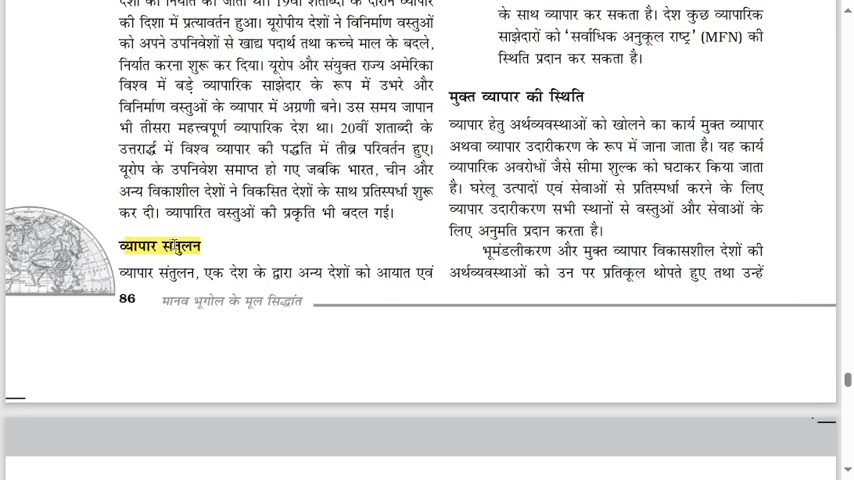 देशों को निर्यात की जाती थी। 19वीं शताब्दी के दौरान व्यापार
की दिशा में प्रत्यावर्तन हुआ। यूरोपीय देशों ने विनिर्माण वस्तुओं
को अपने उपनिवेशों से खाद्य पदार्थ तथा कच्चे माल के बदले,
निर्यात करना शुरू कर दिया। यूरोप और संयुक्त राज्य अमेरिका
विश्व में बड़े व्यापारिक साझेदार के रूप में उभरे और
विनिर्माण वस्तुओं के व्यापार में अग्रणी बने। उस समय जापान
भी तीसरा महत्त्वपूर्ण व्यापारिक देश था। 20वीं शताब्दी के
उत्तरार्द्ध में विश्व व्यापार की पद्धति में तीव्र परिवर्तन हुए।
यूरोप के उपनिवेश समाप्त हो गए जबकि भारत, चीन और
अन्य विकाशील देशों ने विकसित देशों के साथ प्रतिस्पर्धा शुरू
कर दी। व्यापारित वस्तुओं की प्रकृति भी बदल गई।
व्यापार संतुलन
व्यापार संतुलन, एक देश के द्वारा अन्य देशों को आयात एवं
86 मानव भूगोल के मूल सिद्धांत
के साथ व्यापार कर सकता है। देश कुछ व्यापारिक
साझेदारों को ‘सर्वाधिक अनुकूल राष्ट्र’ (MFN) की
स्थिति प्रदान कर सकता है।
मुक्त व्यापार की स्थिति
व्यापार हेतु अर्थव्यवस्थाओं को खोलने का कार्य मुक्त व्यापार
अथवा व्यापार उदारीकरण के रूप में जाना जाता है। यह कार्य
व्यापारिक अवरोधों जैसे सीमा शुल्क को घटाकर किया जाता
है। घरेलू उत्पादों एवं सेवाओं से प्रतिस्पर्धा करने के लिए
व्यापार उदारीकरण सभी स्थानों से वस्तुओं और सेवाओं के
लिए अनुमति प्रदान करता है।
भूमंडलीकरण और मुक्त व्यापार विकासशील देशों की
अर्थव्यवस्थाओं को उन पर प्रतिकूल थोपते हुए तथा उन्हें